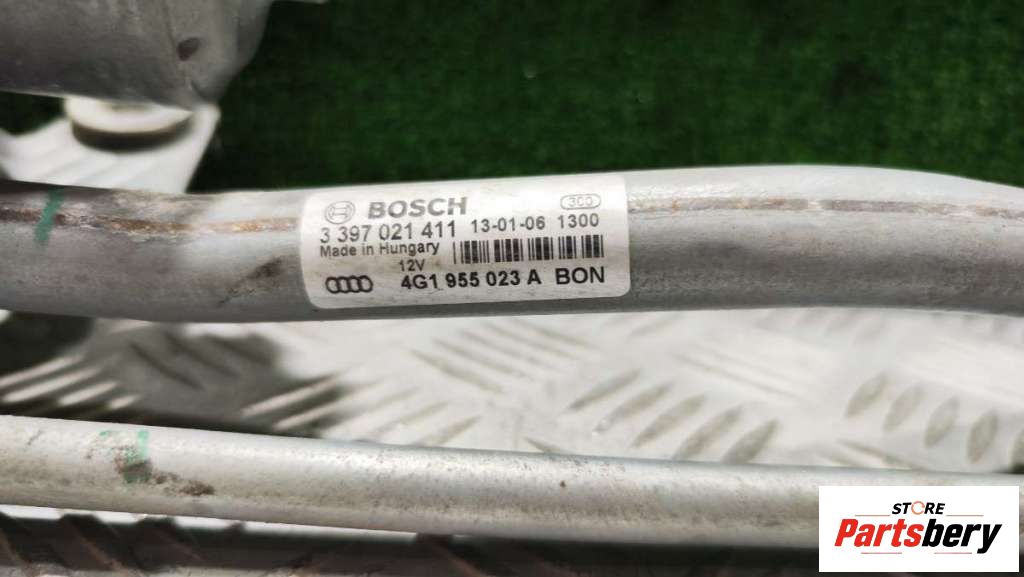 BOSCH
3 397 021 411 13-01-06 1300
Made in Hungary
12V
4G1 955 023 A BON
STORE
Partsbery